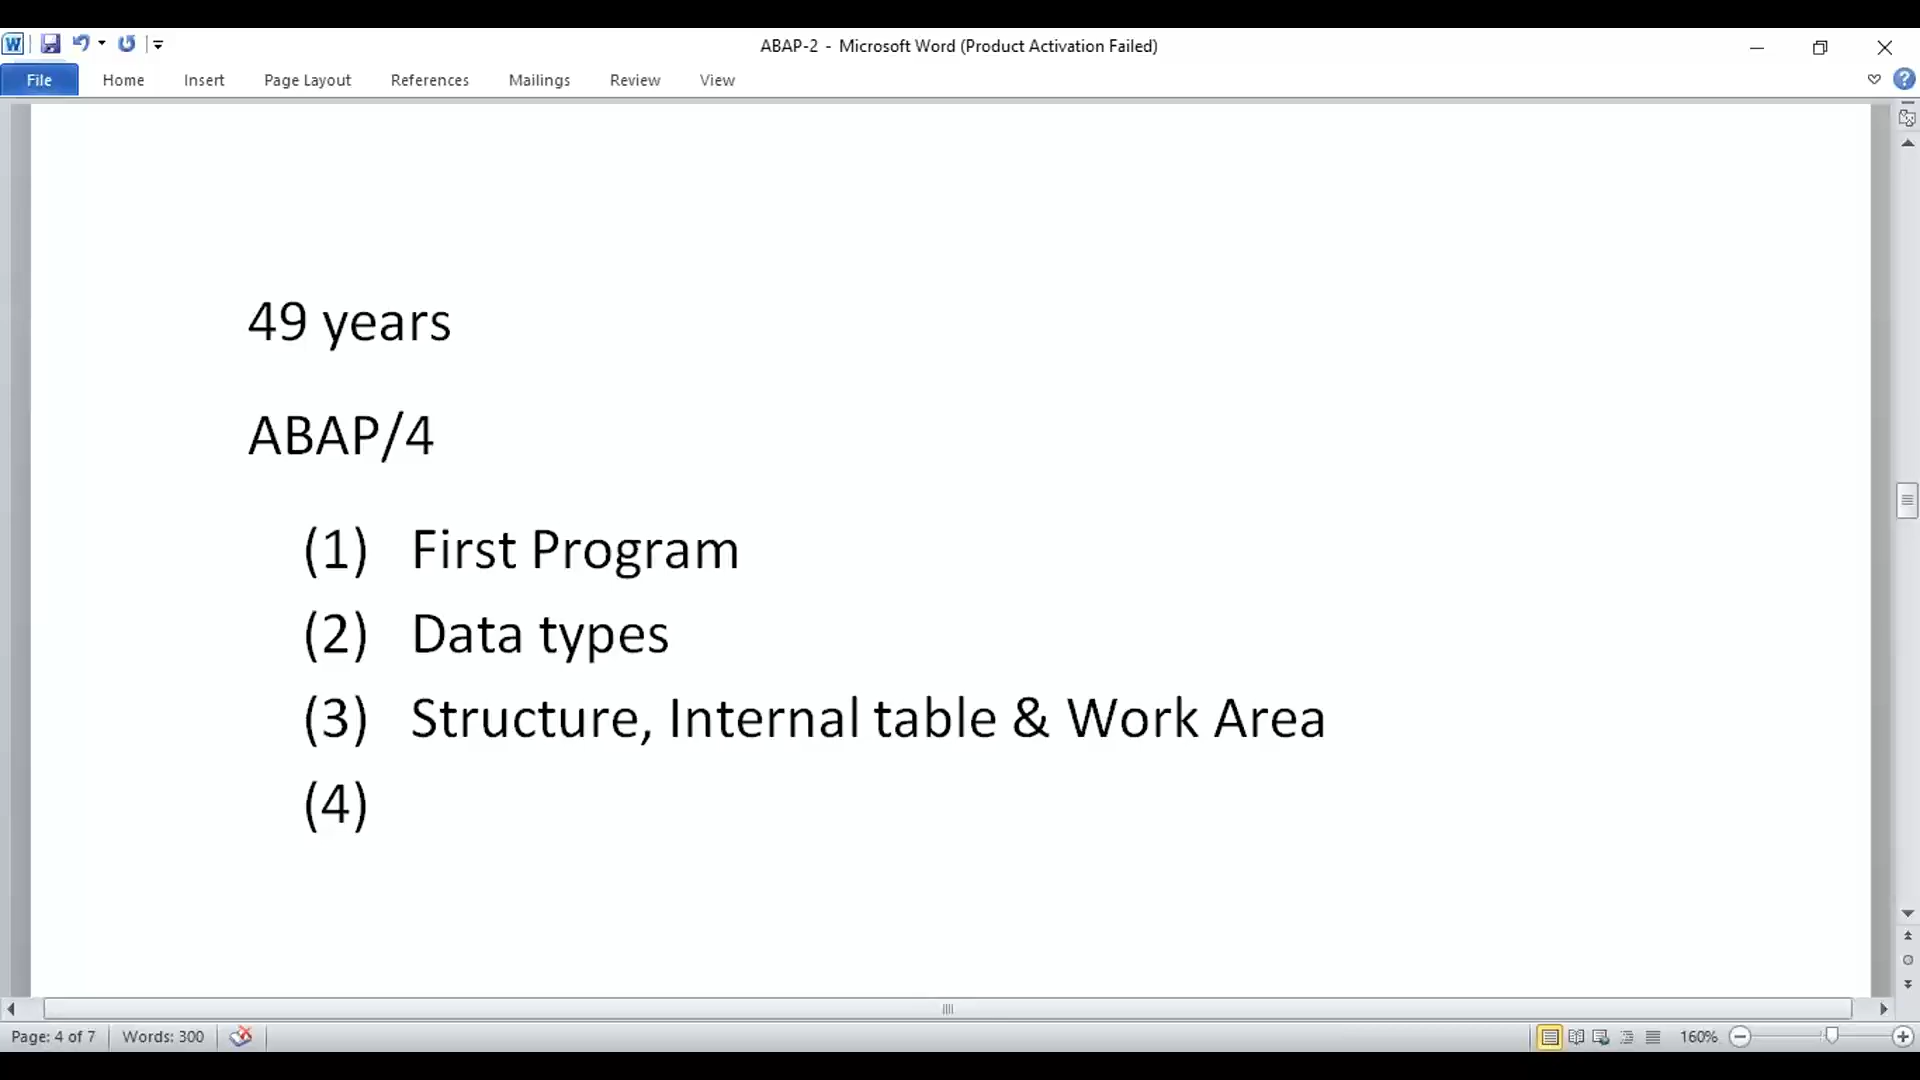 W
ABAP-2 - Microsoft Word (Product Activation Failed)
File Home Insert Page Layout References Mailings Review View
49 years
ABAP/4
(1) First Program
(2) Data types
(3) Structure, Internal table & Work Area
(4)
Page: 4 of 7 Words: 300 160%